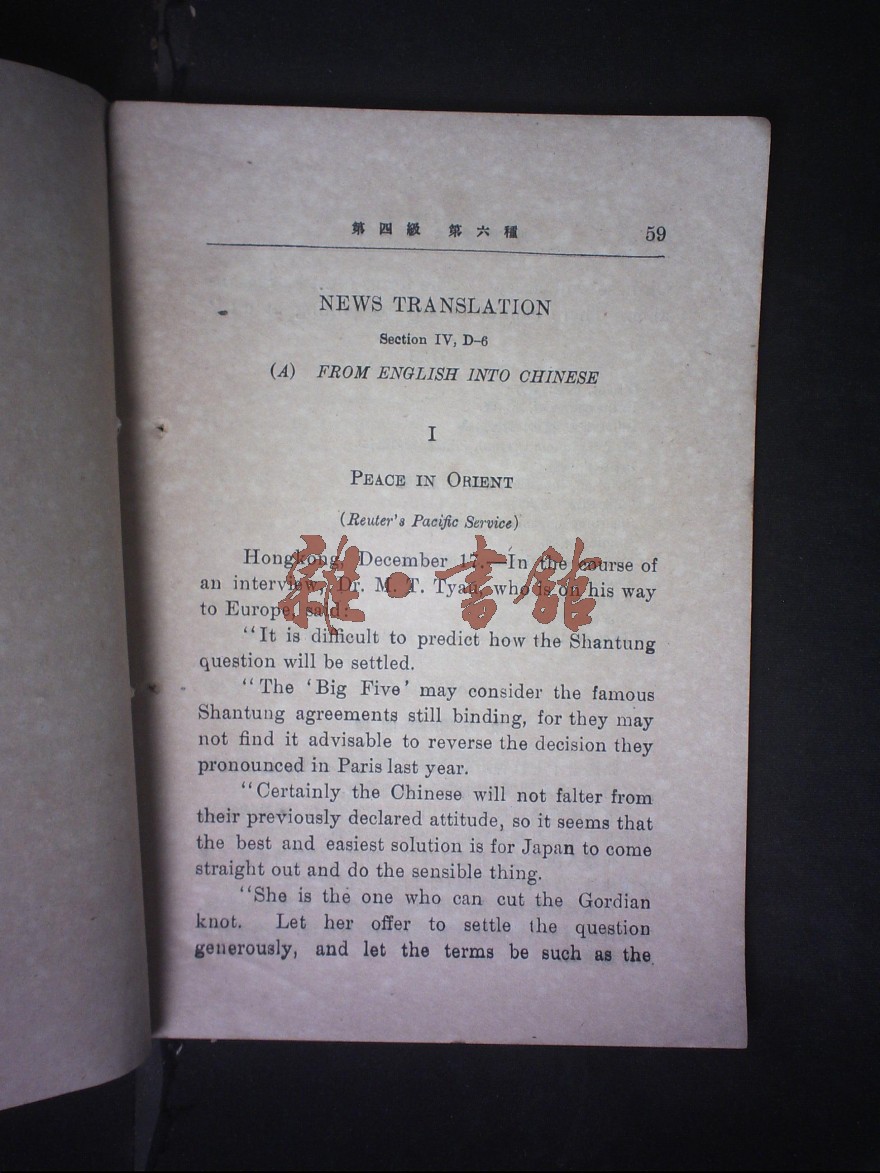 第四級 第六種 59
NEWS TRANSLATION
Section IV, D-6
(A) FROM ENGLISH INTO CHINESE
I
PEACE IN ORIENT
(Reuter's Pacific Service)
Hongkong, December 17.—In the course of
an interview, Dr. M. T. Tyau, who is on his way
to Europe, said:
"It is difficult to predict how the Shantung
question will be settled.
"The 'Big Five' may consider the famous
Shantung agreements still binding, for they may
not find it advisable to reverse the decision they
pronounced in Paris last year.
"Certainly the Chinese will not falter from
their previously declared attitude, so it seems that
the best and easiest solution is for Japan to come
straight out and do the sensible thing.
"She is the one who can cut the Gordian
knot. Let her offer to settle the question
generously, and let the terms be such as the
雜·書館